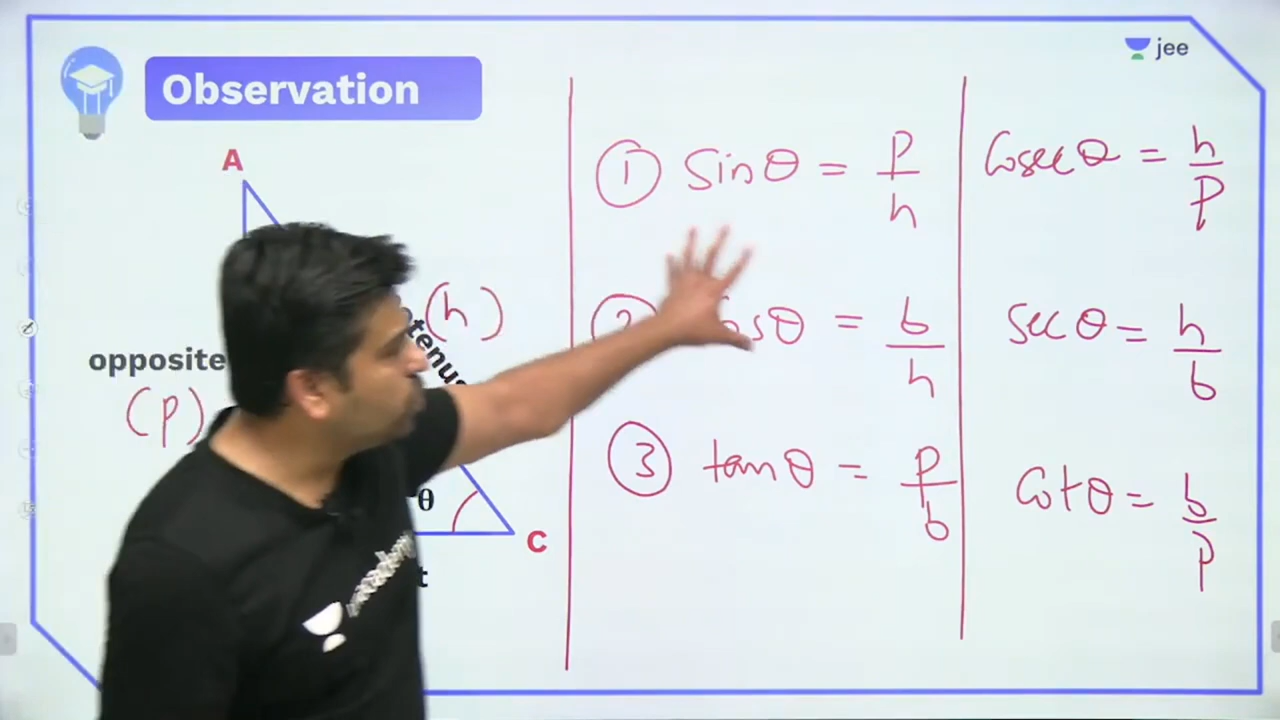 jee
Observation
A
opposite
(p)
(h)
θ
C
① Sinθ = p/h
θ = b/h
③ tanθ = p/b
Cosecθ = h/p
secθ = h/b
Cotθ = b/p